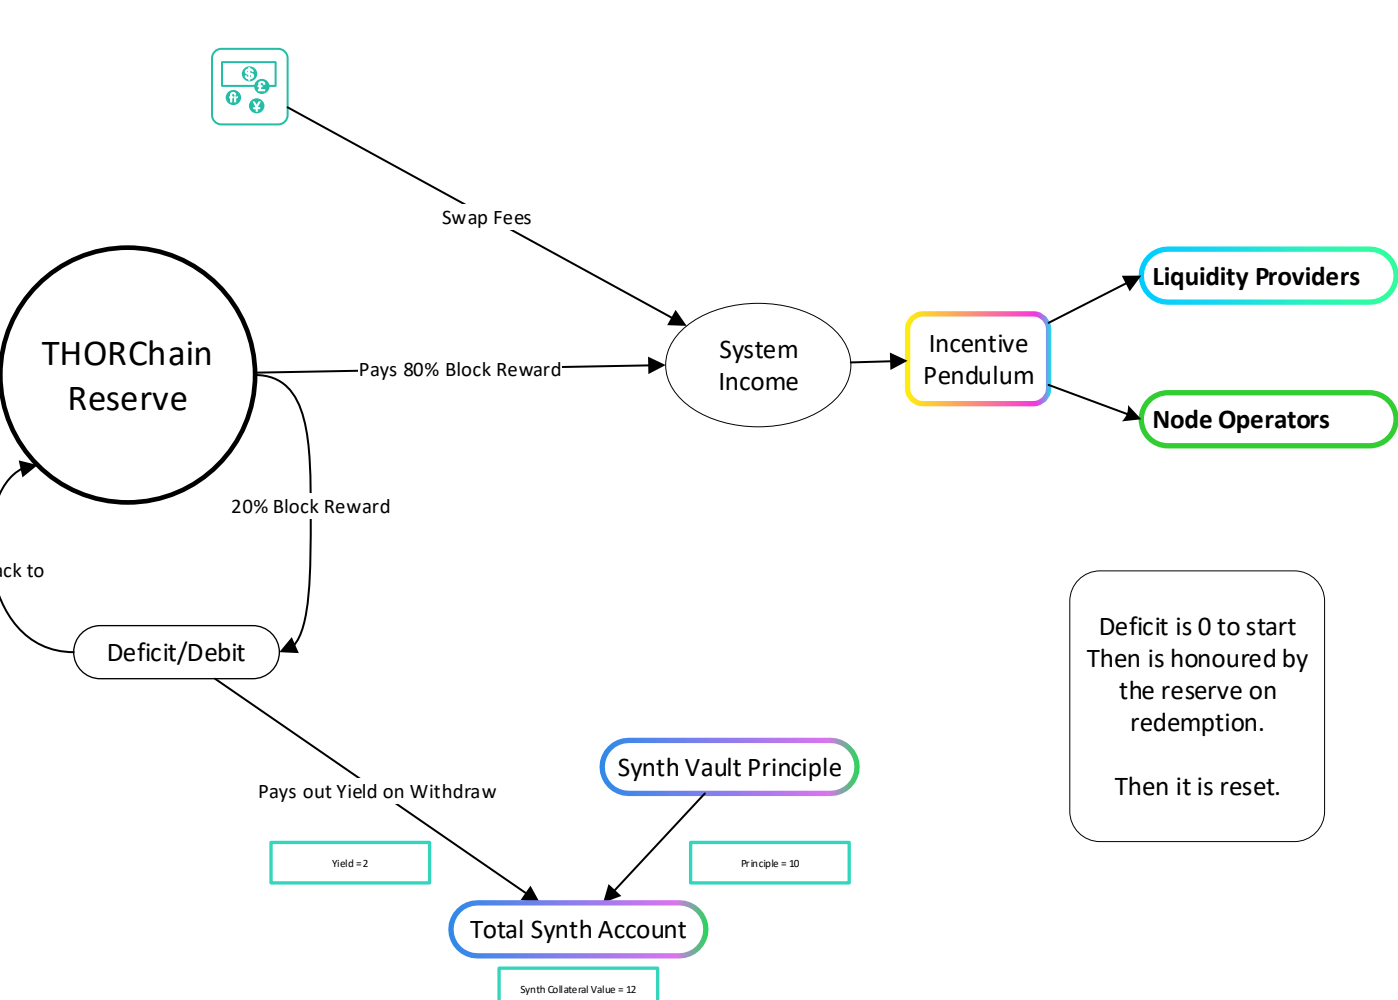 Swap Fees
Liquidity Providers
THORChain
Reserve
Pays 80% Block Reward
System
Income
Incentive
Pendulum
Node Operators
20% Block Reward
to
Deficit/Debit
Deficit is 0 to start
Then is honoured by
the reserve on
redemption.
Then it is reset.
Synth Vault Principle
Pays out Yield on Withdraw
Yield =2
Principle = 10
Total Synth Account
Synth Collateral Value = 12